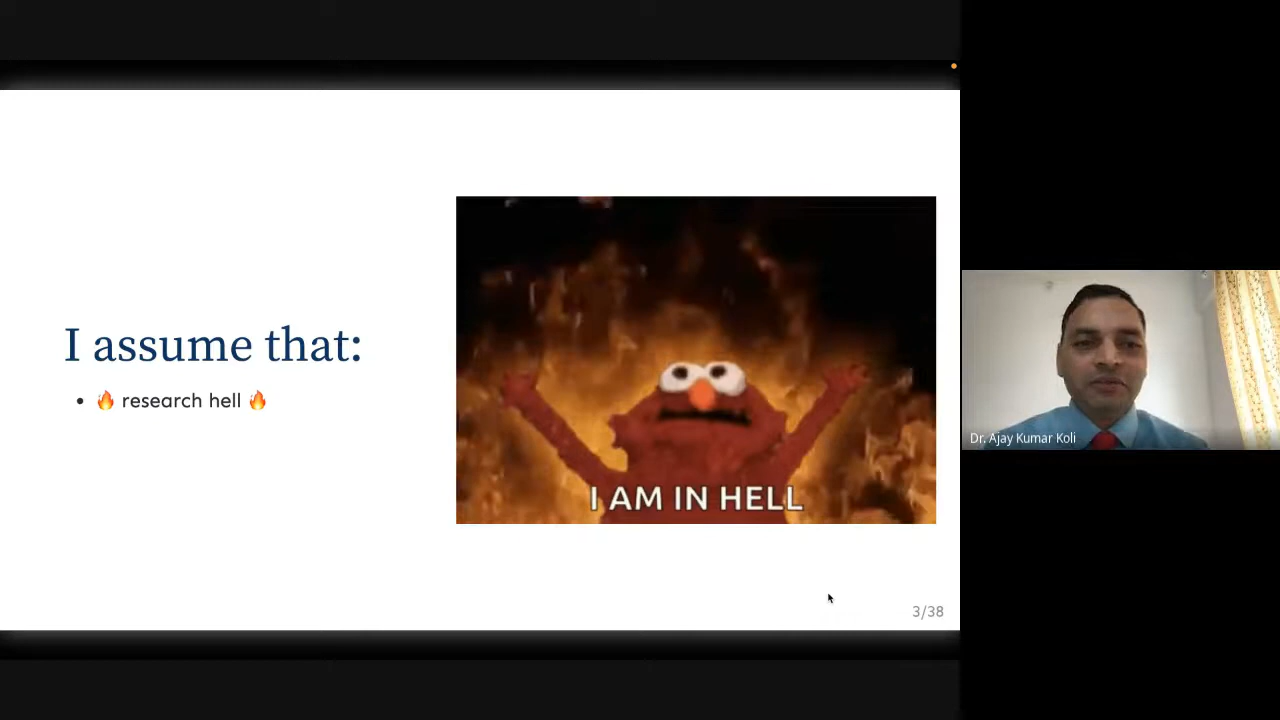 I assume that:
• 🔥 research hell 🔥
I AM IN HELL
3/38
Dr. Ajay Kumar Koli